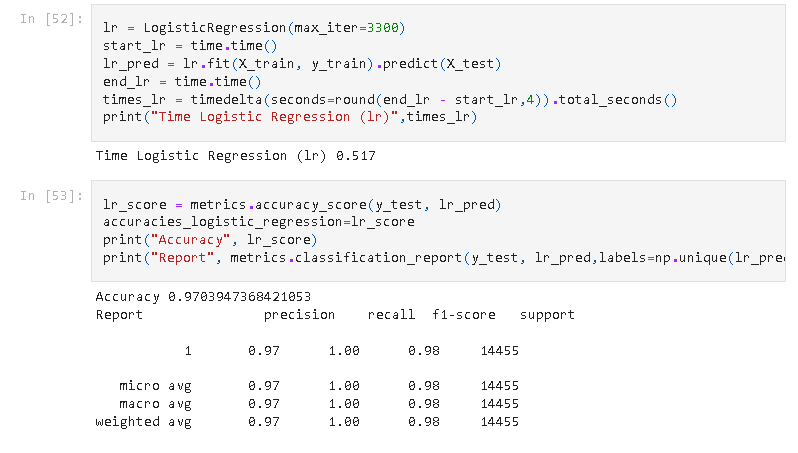 In [52]:
lr = LogisticRegression(max_iter=3300)
start_lr = time.time()
lr_pred = lr.fit(X_train, y_train).predict(X_test)
end_lr = time.time()
times_lr = timedelta(seconds=round(end_lr - start_lr,4)).total_seconds()
print("Time Logistic Regression (lr)",times_lr)
Time Logistic Regression (lr) 0.517
In [53]:
lr_score = metrics.accuracy_score(y_test, lr_pred)
accuracies_logistic_regression=lr_score
print("Accuracy", lr_score)
print("Report", metrics.classification_report(y_test, lr_pred,labels=np.unique(lr_pre
Accuracy 0.9703947368421053
Report precision recall f1-score support
1 0.97 1.00 0.98 14455
micro avg 0.97 1.00 0.98 14455
macro avg 0.97 1.00 0.98 14455
weighted avg 0.97 1.00 0.98 14455